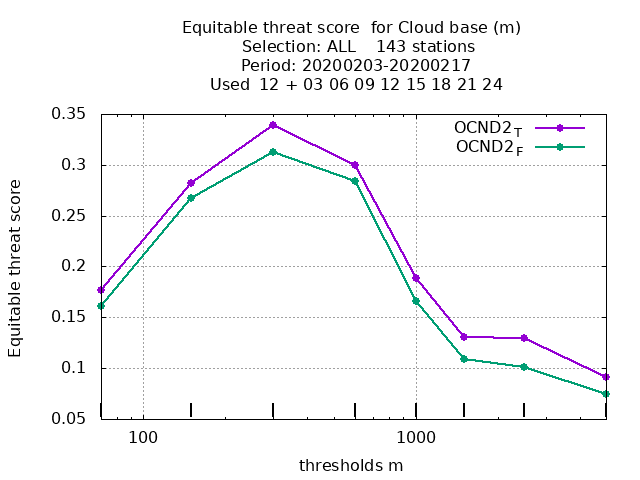 Equitable threat score  for Cloud base (m)
Selection: ALL    143 stations
Period: 20200203-20200217
Used  12 + 03 06 09 12 15 18 21 24
OCND2T
OCND2F
0.35
0.3
0.25
0.2
0.15
0.1
0.05
Equitable threat score
100 1000
thresholds m